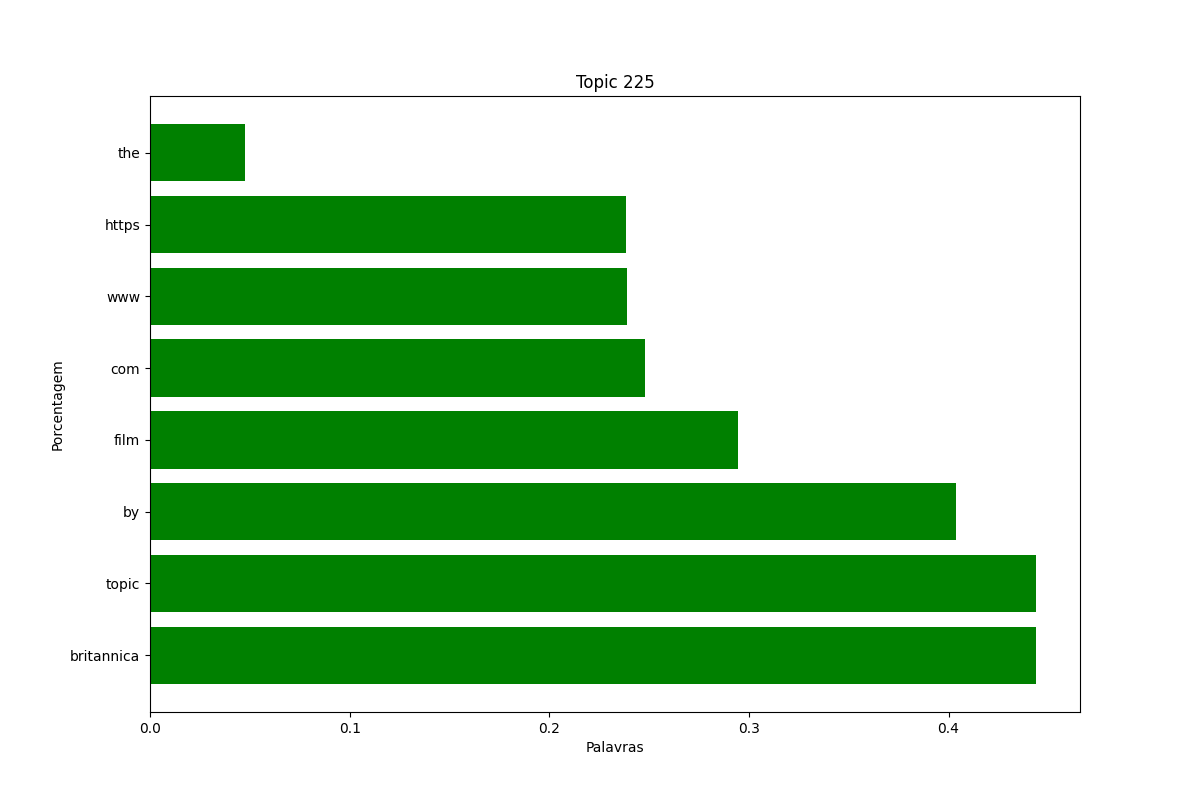 Topic 225
the
https
www
com
film
by
topic
britannica
Porcentagem
0.0 0.1 0.2 0.3 0.4
Palavras